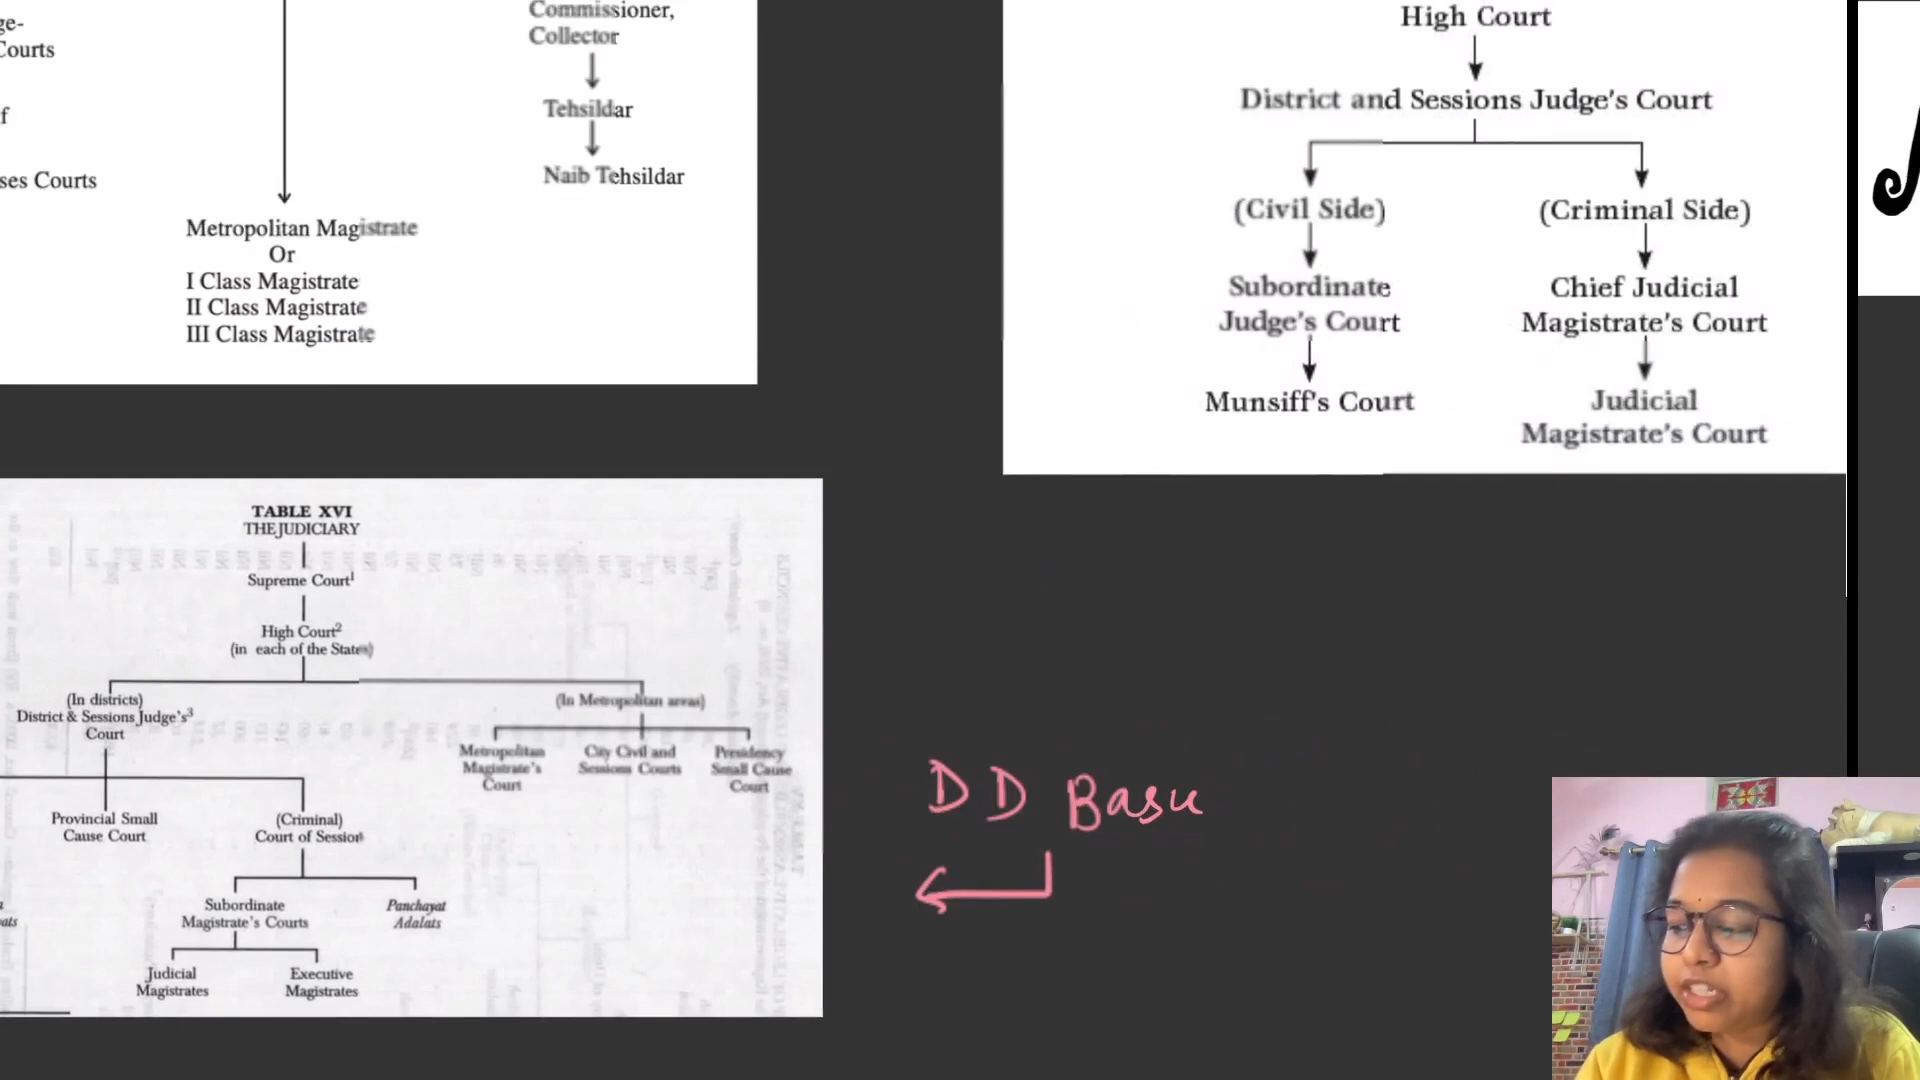 ge-
Courts
f
ses Courts
Metropolitan Magistrate
Or
I Class Magistrate
II Class Magistrate
III Class Magistrate
Commissioner,
Collector
Tehsildar
Naib Tehsildar
High Court
District and Sessions Judge's Court
(Civil Side)
(Criminal Side)
Subordinate
Judge's Court
Chief Judicial
Magistrate's Court
Munsiff's Court
Judicial
Magistrate's Court
TABLE XVI
THE JUDICIARY
Supreme Court¹
High Court²
(in each of the States)
(In districts)
District & Sessions Judge's³
Court
(In Metropolitan areas)
Metropolitan
Magistrate's
Court
City Civil and
Sessions Courts
Presidency
Small Cause
Court
Provincial Small
Cause Court
(Criminal)
Court of Session
Subordinate
Magistrate's Courts
Panchayat
Adalats
ats
Judicial
Magistrates
Executive
Magistrates
D D Basu